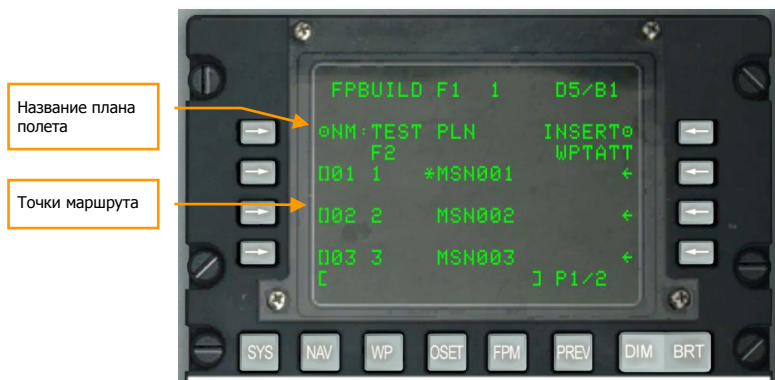 Название плана
полета
Точки маршрута
FPBUILD F1 1 D5/B1
NM:TEST PLN INSERT
F2 WPTATT
[]01 1 *MSN001 ←
[]02 2 MSN002 ←
[]03 3 MSN003 ←
[ ] P1/2
SYS NAV WP OSET FPM PREV DIM BRT